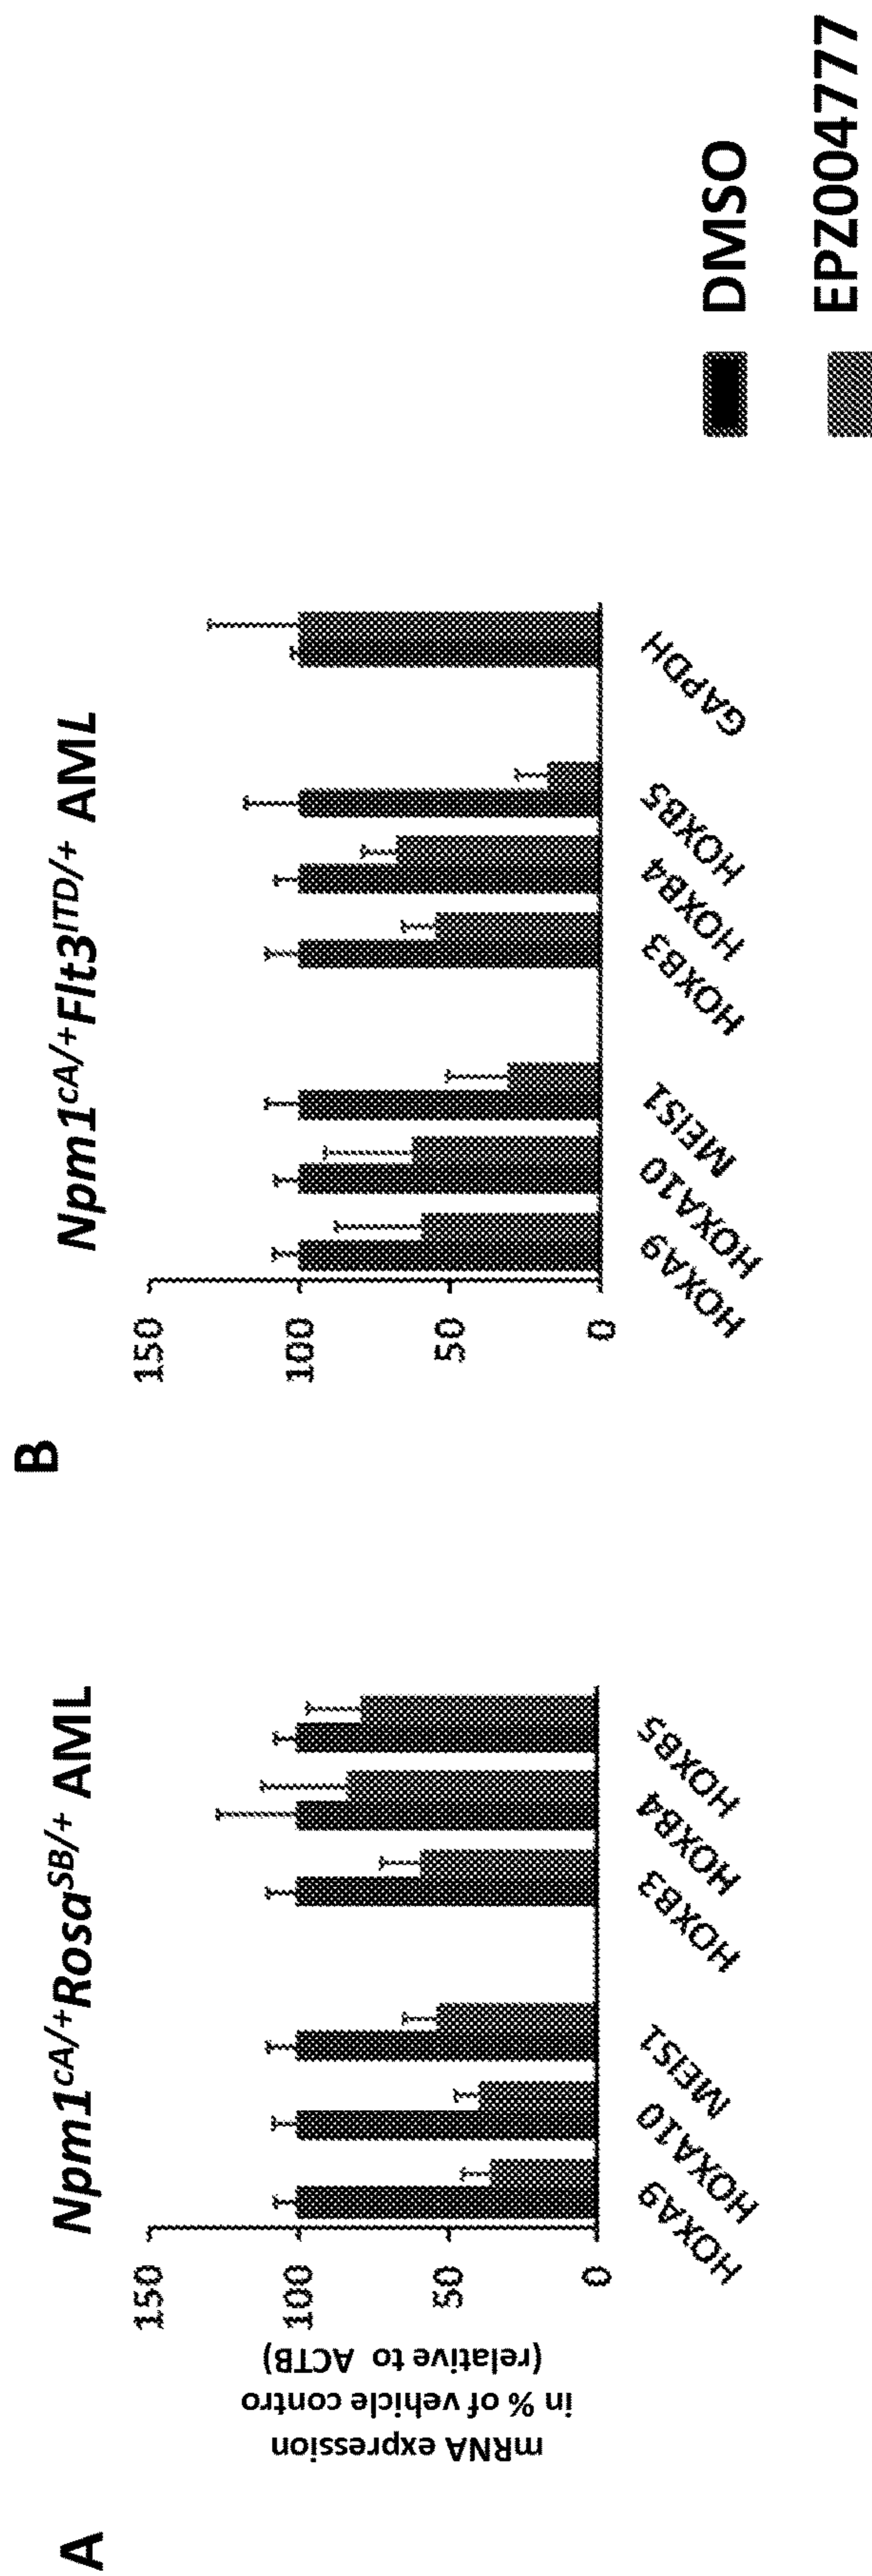 A
Npm1cA/+RosaSB/+ AML
mRNA expression
in % of vehicle contro
(relative to ACTB)
150
100
50
0
HOXA9
HOXA10
MEIS1
HOXB3
HOXB4
HOXB5
B
Npm1cA/+Flt3ITD/+ AML
150
100
50
0
HOXA9
HOXA10
MEIS1
HOXB3
HOXB4
HOXB5
GAPDH
DMSO
EPZ004777